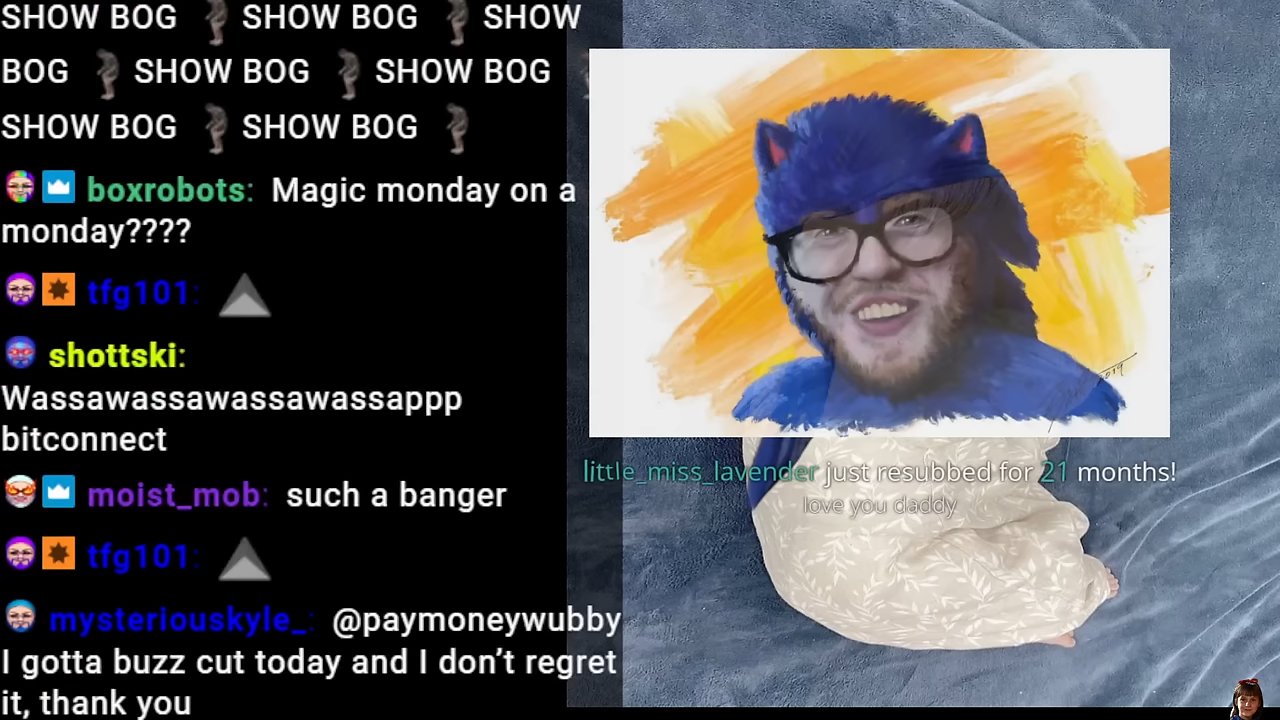 SHOW BOG SHOW BOG SHOW
BOG SHOW BOG SHOW BOG
SHOW BOG SHOW BOG
boxrobots: Magic monday on a
monday????
tfg101:
shottski:
Wassawassawassawassappp
bitconnect
moist_mob: such a banger
tfg101:
mysteriouskyle_: @paymoneywubby
I gotta buzz cut today and I don't regret
it, thank you
little_miss_lavender just resubbed for 21 months!
love you daddy